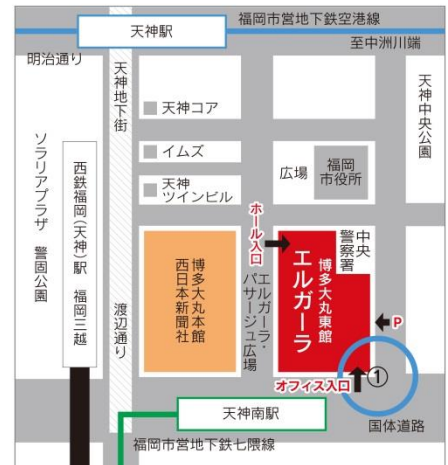 福岡市営地下鉄空港線
天神駅
至中洲川端
明治通り
天神地下街
天神コア
イムズ
天神
ツインビル
広場
福岡
市役所
天神中央公園
ソラリアプラザ 警固公園
西鉄福岡(天神)駅 福岡三越
渡辺通り
博多大丸本館
西日本新聞社
ホール入口
エルガーラ・
パサージュ広場
エルガーラ
博多大丸東館
中央
警察署
P
オフィス入口
①
天神南駅
国体道路
福岡市営地下鉄七隈線